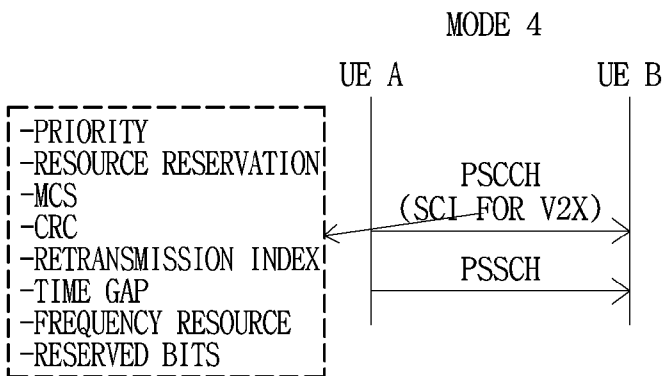 MODE 4
UE A
UE B
-PRIORITY
-RESOURCE RESERVATION
-MCS
-CRC
-RETRANSMISSION INDEX
-TIME GAP
-FREQUENCY RESOURCE
-RESERVED BITS
PSCCH
(SCI FOR V2X)
PSSCH